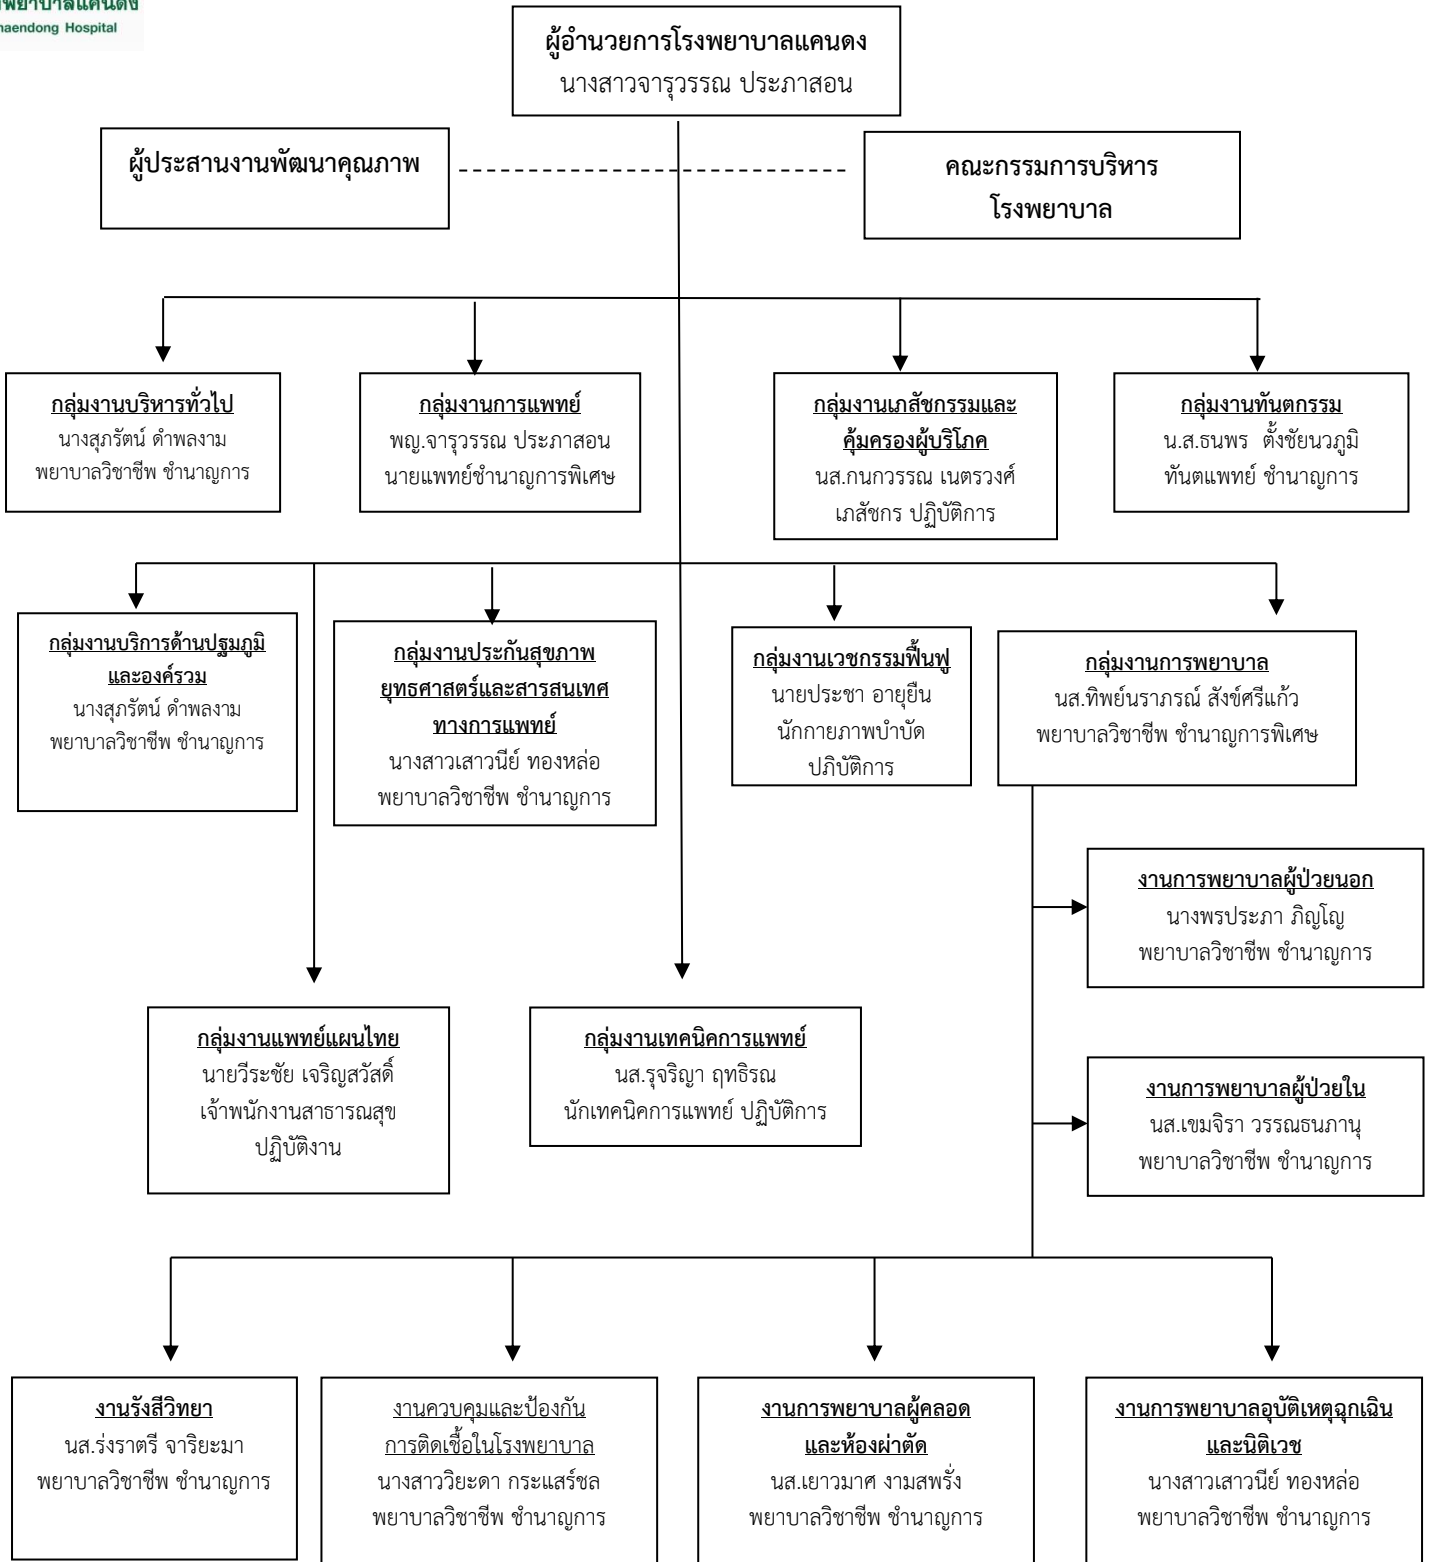 พยาบาลแคนดง
haendong Hospital
ผู้อำนวยการโรงพยาบาลแคนดง
นางสาวจารุวรรณ ประภาสอน
ผู้ประสานงานพัฒนาคุณภาพ
คณะกรรมการบริหาร
โรงพยาบาล
กลุ่มงานบริหารทั่วไป
นางสุภรัตน์ ดำพลงาม
พยาบาลวิชาชีพ ชำนาญการ
กลุ่มงานการแพทย์
พญ.จารุวรรณ ประภาสอน
นายแพทย์ชำนาญการพิเศษ
กลุ่มงานเภสัชกรรมและ
คุ้มครองผู้บริโภค
นส.กนกวรรณ เนตรวงศ์
เภสัชกร ปฏิบัติการ
กลุ่มงานทันตกรรม
น.ส.ธนพร ตั้งชัยนวภูมิ
ทันตแพทย์ ชำนาญการ
กลุ่มงานบริการด้านปฐมภูมิ
และองค์รวม
นางสุภรัตน์ ดำพลงาม
พยาบาลวิชาชีพ ชำนาญการ
กลุ่มงานประกันสุขภาพ
ยุทธศาสตร์และสารสนเทศ
ทางการแพทย์
นางสาวเสาวนีย์ ทองหล่อ
พยาบาลวิชาชีพ ชำนาญการ
กลุ่มงานเวชกรรมฟื้นฟู
นายประชา อายุยืน
นักกายภาพบำบัด
ปภิบัติการ
กลุ่มงานการพยาบาล
นส.ทิพย์นราภรณ์ สังข์ศรีแก้ว
พยาบาลวิชาชีพ ชำนาญการพิเศษ
งานการพยาบาลผู้ป่วยนอก
นางพรประภา ภิญโญ
พยาบาลวิชาชีพ ชำนาญการ
กลุ่มงานแพทย์แผนไทย
นายวีระชัย เจริญสวัสดิ์
เจ้าพนักงานสาธารณสุข
ปฏิบัติงาน
กลุ่มงานเทคนิคการแพทย์
นส.รุจริญา ฤทธิรณ
นักเทคนิคการแพทย์ ปฏิบัติการ
งานการพยาบาลผู้ป่วยใน
นส.เขมจิรา วรรณธนภานุ
พยาบาลวิชาชีพ ชำนาญการ
งานรังสีวิทยา
นส.ร่งราตรี จาริยะมา
พยาบาลวิชาชีพ ชำนาญการ
งานควบคุมและป้องกัน
การติดเชื้อในโรงพยาบาล
นางสาววิยะดา กระแสร์ชล
พยาบาลวิชาชีพ ชำนาญการ
งานการพยาบาลผู้คลอด
และห้องผ่าตัด
นส.เยาวมาศ งามสพรั่ง
พยาบาลวิชาชีพ ชำนาญการ
งานการพยาบาลอุบัติเหตุฉุกเฉิน
และนิติเวช
นางสาวเสาวนีย์ ทองหล่อ
พยาบาลวิชาชีพ ชำนาญการ